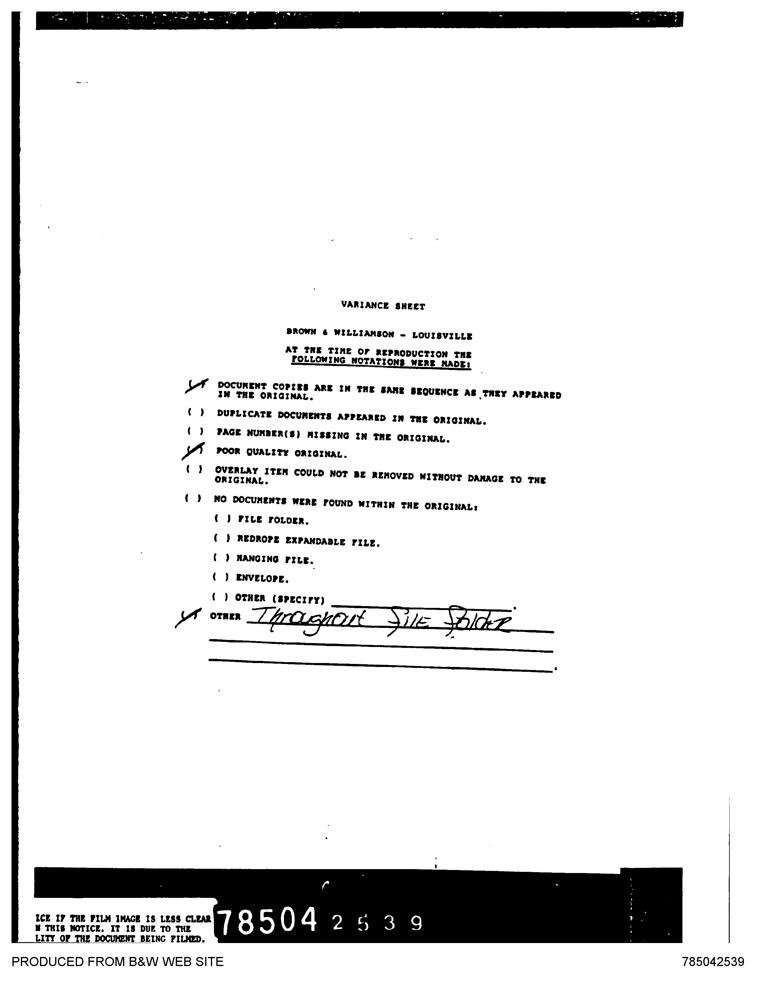 VARIANCE SHEET
BROWN & WILLIAMSON - LOUISVILLE
AT THE TIME OF REPRODUCTION THE
FOLLOWING NOTATIONS WERE MADE:
DOCUMENT COPIES ARE IN THE SAME SEQUENCE AS THEY APPEARED
IN THE ORIGINAL.
( ) DUPLICATE DOCUMENTS APPEARED IN THE ORIGINAL.
( ) PAGE NUMBER(S) MISSING IN THE ORIGINAL.
POOR QUALITY ORIGINAL.
( ) OVERLAY ITEM COULD NOT BE REMOVED WITHOUT DAMAGE TO THE
ORIGINAL.
( ) NO DOCUMENTS WERE FOUND WITHIN THE ORIGINAL:
( ) FILE FOLDER.
( ) REDROPE EXPANDABLE FILE.
( ) HANGING FILE.
( ) ENVELOPE.
( ) OTHER (SPECIFY)
OTHER Throughout File Folder
ICE IF THE FILM IMAGE IS LESS CLEAR
N THIS NOTICE. IT IS DUE TO THE
LITY OF THE DOCUMENT BEING FILMED.
78504 2539
PRODUCED FROM B&W WEB SITE
785042539